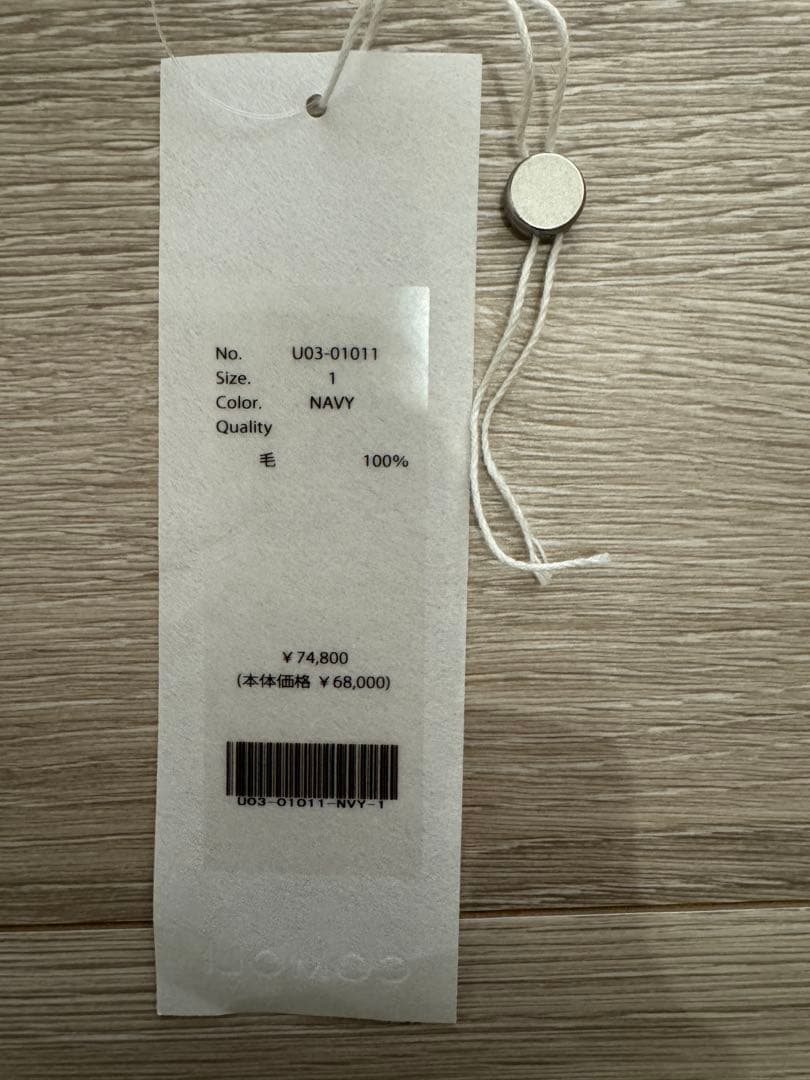 No. U03-01011
Size. 1
Color. NAVY
Quality
毛 100%
¥74,800
(本体価格 ¥68,000)
U03-01011-NVY-1